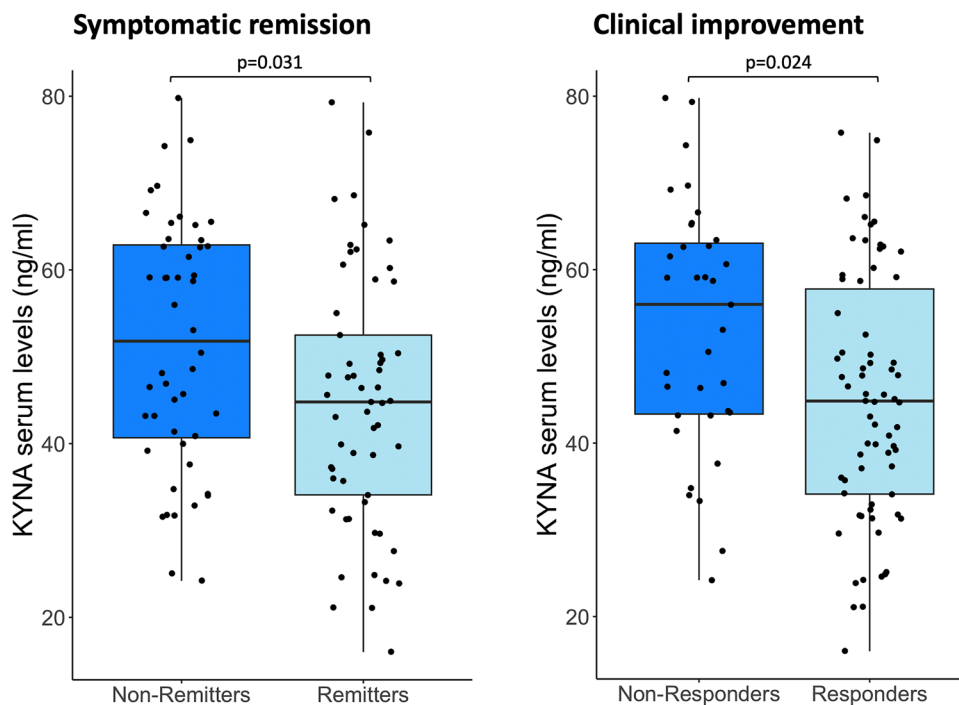 Symptomatic remission
p=0.031
KYNA serum levels (ng/ml)
80
60
40
20
Non-Remitters
Remitters
Clinical improvement
p=0.024
KYNA serum levels (ng/ml)
80
60
40
20
Non-Responders
Responders